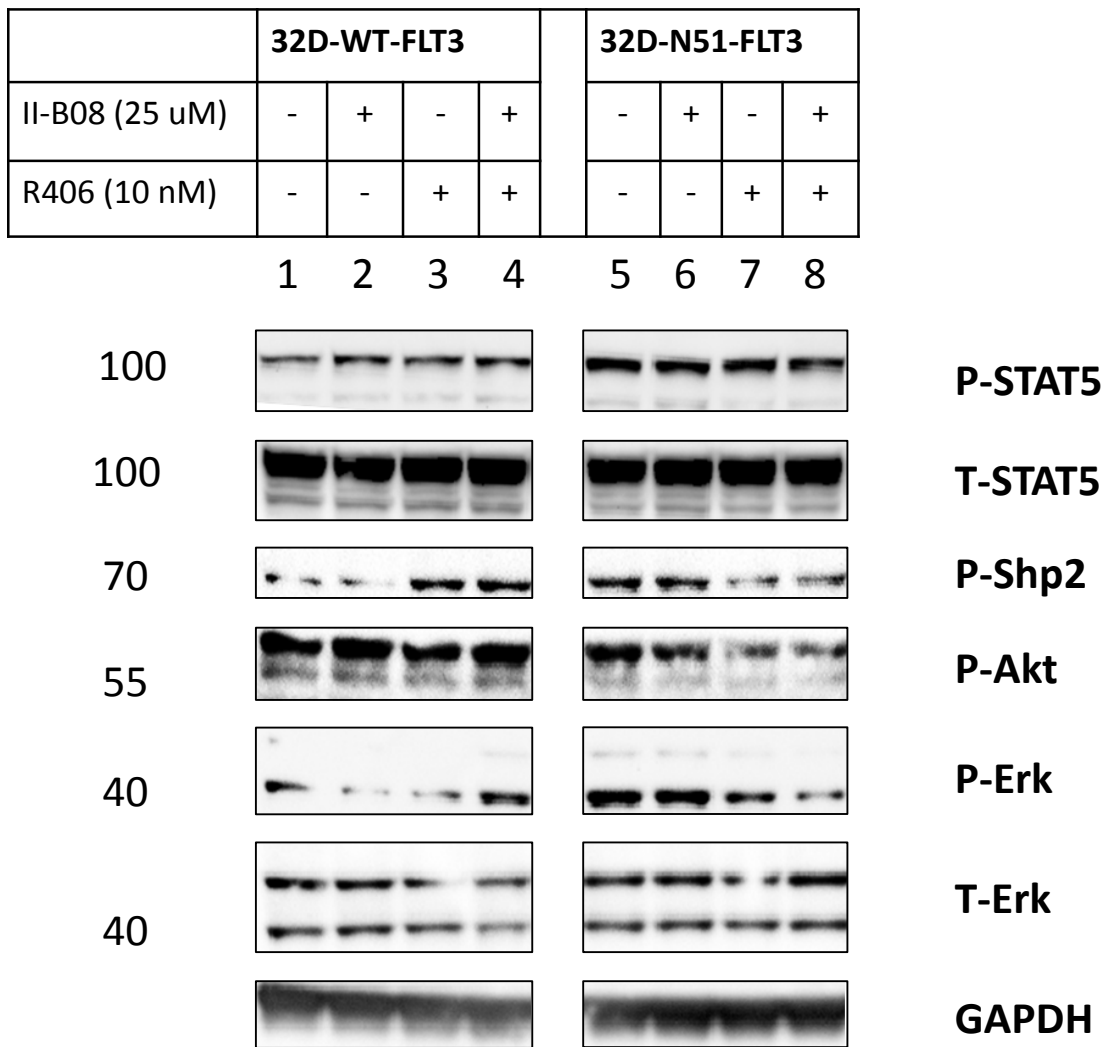 32D-WT-FLT3 32D-N51-FLT3
II-B08 (25 uM) - + - + - + - +
R406 (10 nM) - - + + - - + +
1 2 3 4 5 6 7 8
100 P-STAT5
100 T-STAT5
70 P-Shp2
55 P-Akt
40 P-Erk
40 T-Erk
GAPDH